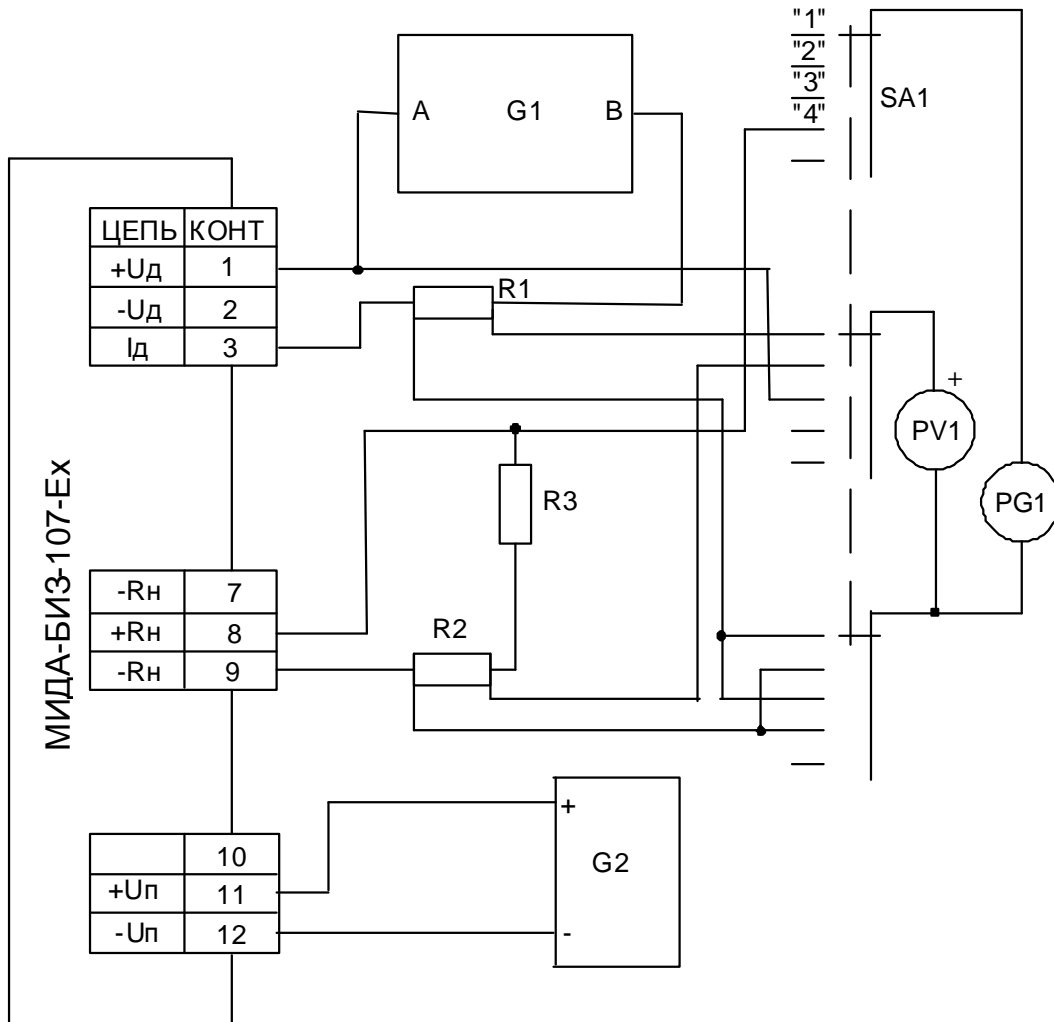 "1"
"2"
"3"
"4"
SA1
A G1 B
ЦЕПЬ КОНТ
+Uд 1
-Uд 2
Iд 3
R1
+
PV1
PG1
R3
МИДА-БИЗ-107-Ex
-Rн 7
+Rн 8
-Rн 9
R2
10
+Uп 11
-Uп 12
+
G2
-